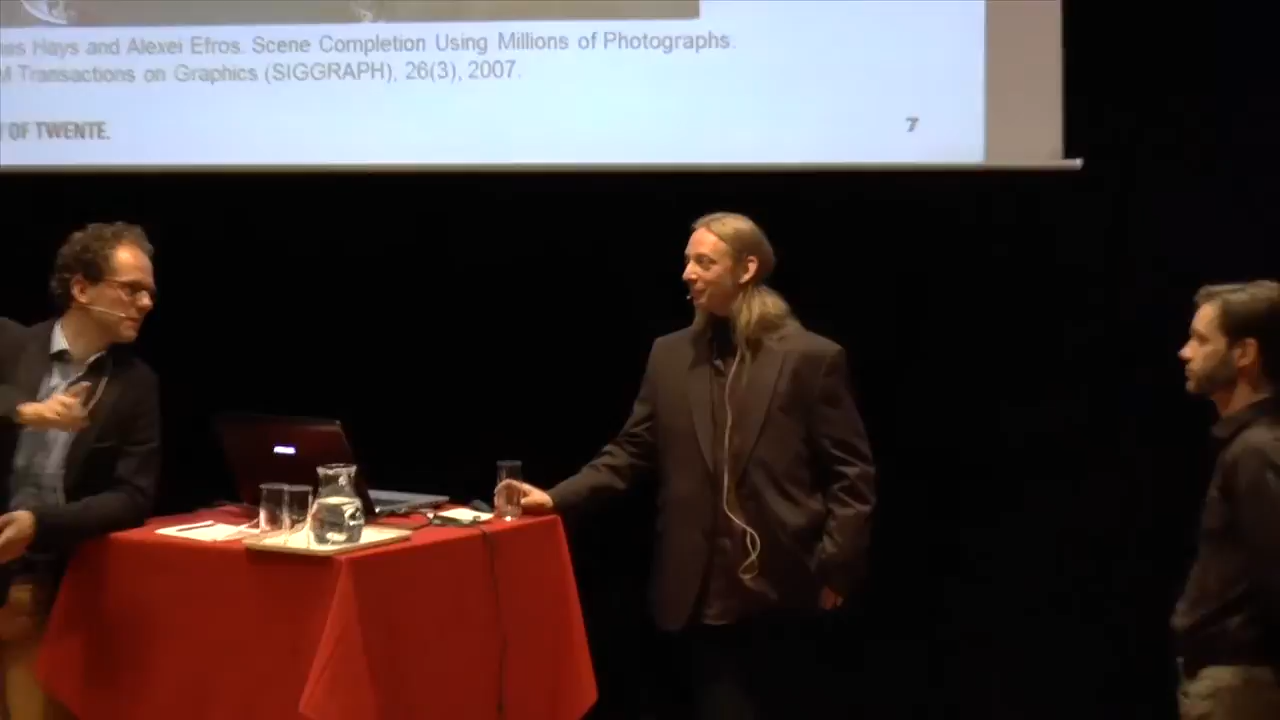 es Hays and Alexei Efros. Scene Completion Using Millions of Photographs.
M Transactions on Graphics (SIGGRAPH), 26(3), 2007.
OF TWENTE.
7